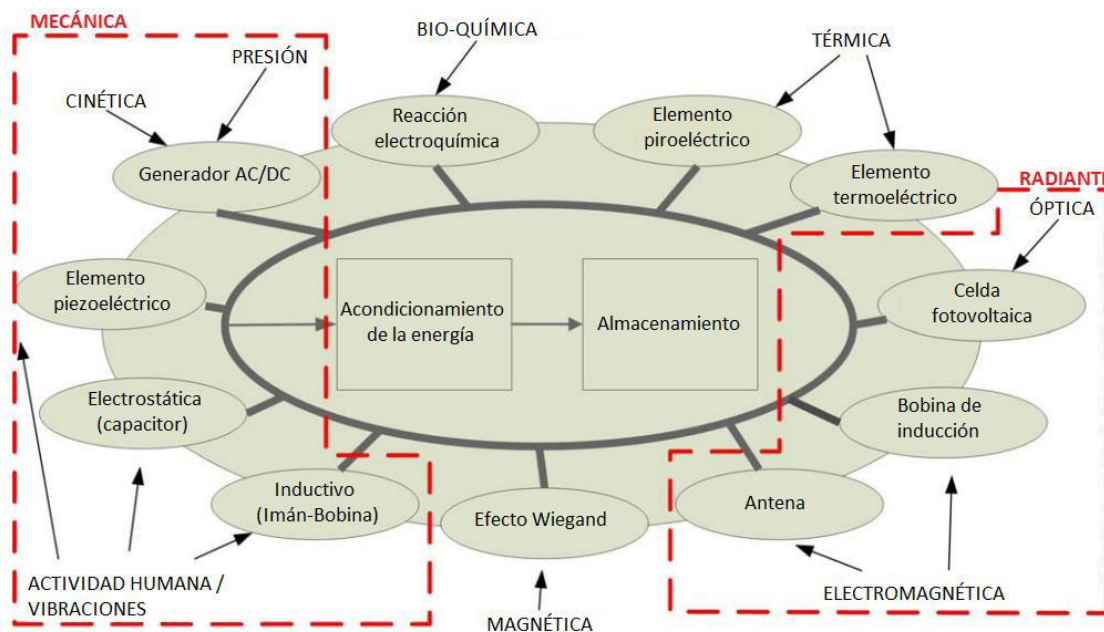 MECÁNICA
PRESIÓN
CINÉTICA
Generador AC/DC
BIO-QUÍMICA
Reacción
electroquímica
TÉRMICA
Elemento
piroeléctrico
Elemento
termoeléctrico
RADIANTE
ÓPTICA
Celda
fotovoltaica
Elemento
piezoeléctrico
Acondicionamiento
de la energía
Almacenamiento
Electrostática
(capacitor)
Bobina de
inducción
Inductivo
(Imán-Bobina)
Efecto Wiegand
Antena
ACTIVIDAD HUMANA /
VIBRACIONES
MAGNÉTICA
ELECTROMAGNÉTICA